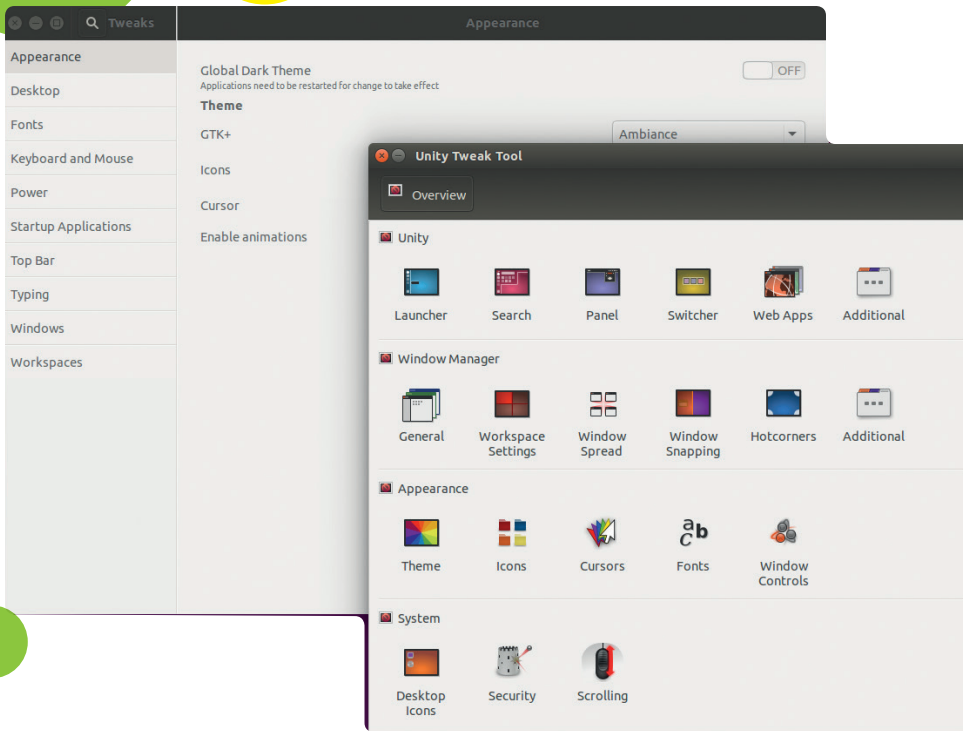 Tweaks
Appearance
Appearance
Desktop
Fonts
Keyboard and Mouse
Power
Startup Applications
Top Bar
Typing
Windows
Workspaces
Global Dark Theme
OFF
Applications need to be restarted for change to take effect
Theme
GTK+
Ambiance
Icons
Cursor
Enable animations
Unity Tweak Tool
Overview
Unity
Launcher
Search
Panel
Switcher
Web Apps
Additional
Window Manager
General
Workspace
Settings
Window
Spread
Window
Snapping
Hotcorners
Additional
Appearance
Theme
Icons
Cursors
a
b
c
Fonts
Window
Controls
System
Desktop
Icons
Security
Scrolling